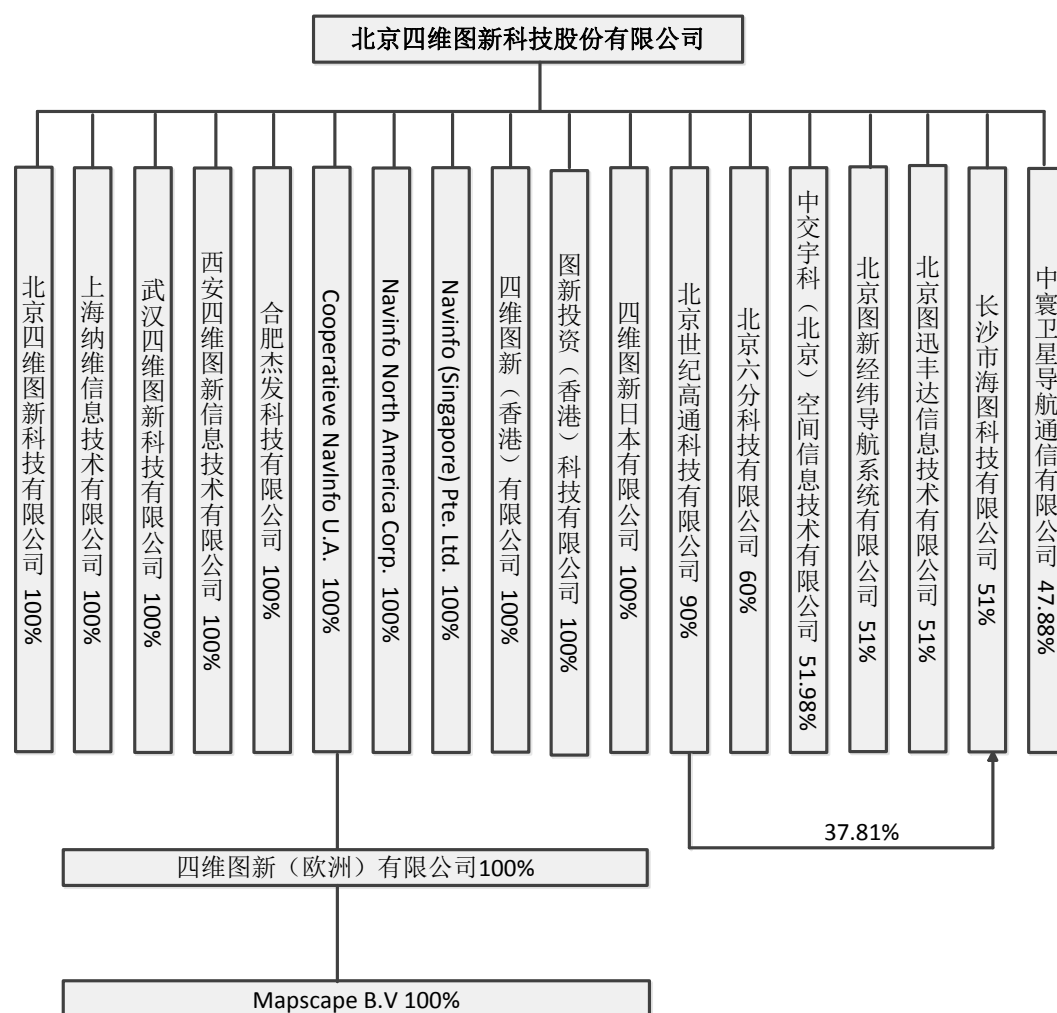 北京四维图新科技股份有限公司
北京四维图新科技有限公司 100%
上海纳维信息技术有限公司 100%
武汉四维图新科技有限公司 100%
西安四维图新信息技术有限公司 100%
合肥杰发科技有限公司 100%
Cooperatieve NavInfo U.A. 100%
Navinfo North America Corp. 100%
Navinfo (Singapore) Pte. Ltd. 100%
四维图新（香港）有限公司 100%
图新投资（香港）科技有限公司 100%
四维图新日本有限公司 100%
北京世纪高通科技有限公司 90%
北京六分科技有限公司 60%
中交宇科（北京）空间信息技术有限公司 51.98%
北京图新经纬导航系统有限公司 51%
北京图迅丰达信息技术有限公司 51%
长沙市海图科技有限公司 51%
中寰卫星导航通信有限公司 47.88%
37.81%
四维图新（欧洲）有限公司100%
Mapscape B.V 100%